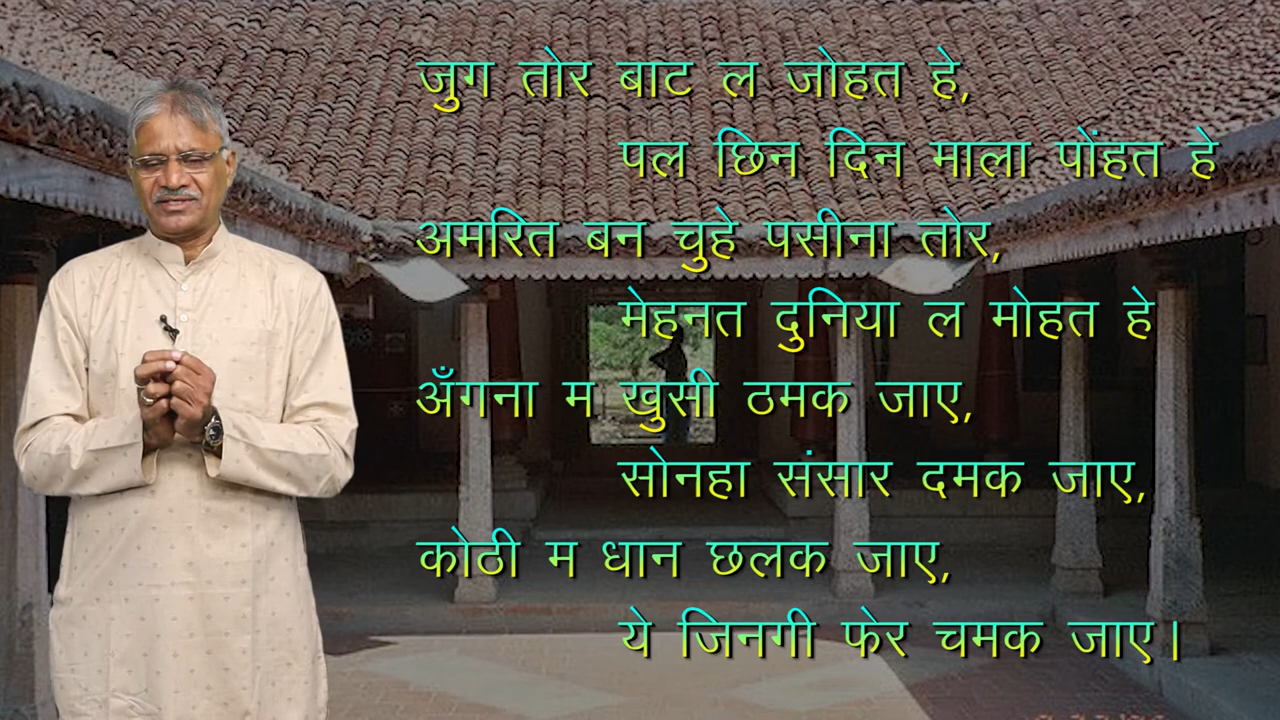 जुग तोर बाट ल जोहत हे,
पल छिन दिन माला पोंहत हे
अमरित बन चुहे पसीना तोर,
मेहनत दुनिया ल मोहत हे
अँगना म खुसी ठमक जाए,
सोनहा संसार दमक जाए,
कोठी म धान छलक जाए,
ये जिनगी फेर चमक जाए।